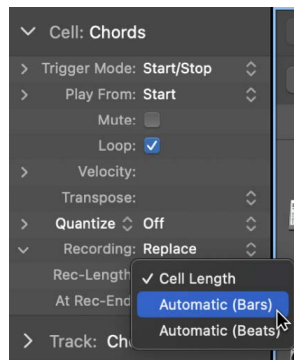 Cell: Chords
Trigger Mode: Start/Stop
Play From: Start
Mute:
Loop:
Velocity:
Transpose:
Quantize Off
Recording: Replace
Rec-Length
✓ Cell Length
At Rec-End
Automatic (Bars)
Automatic (Beats)
Track: